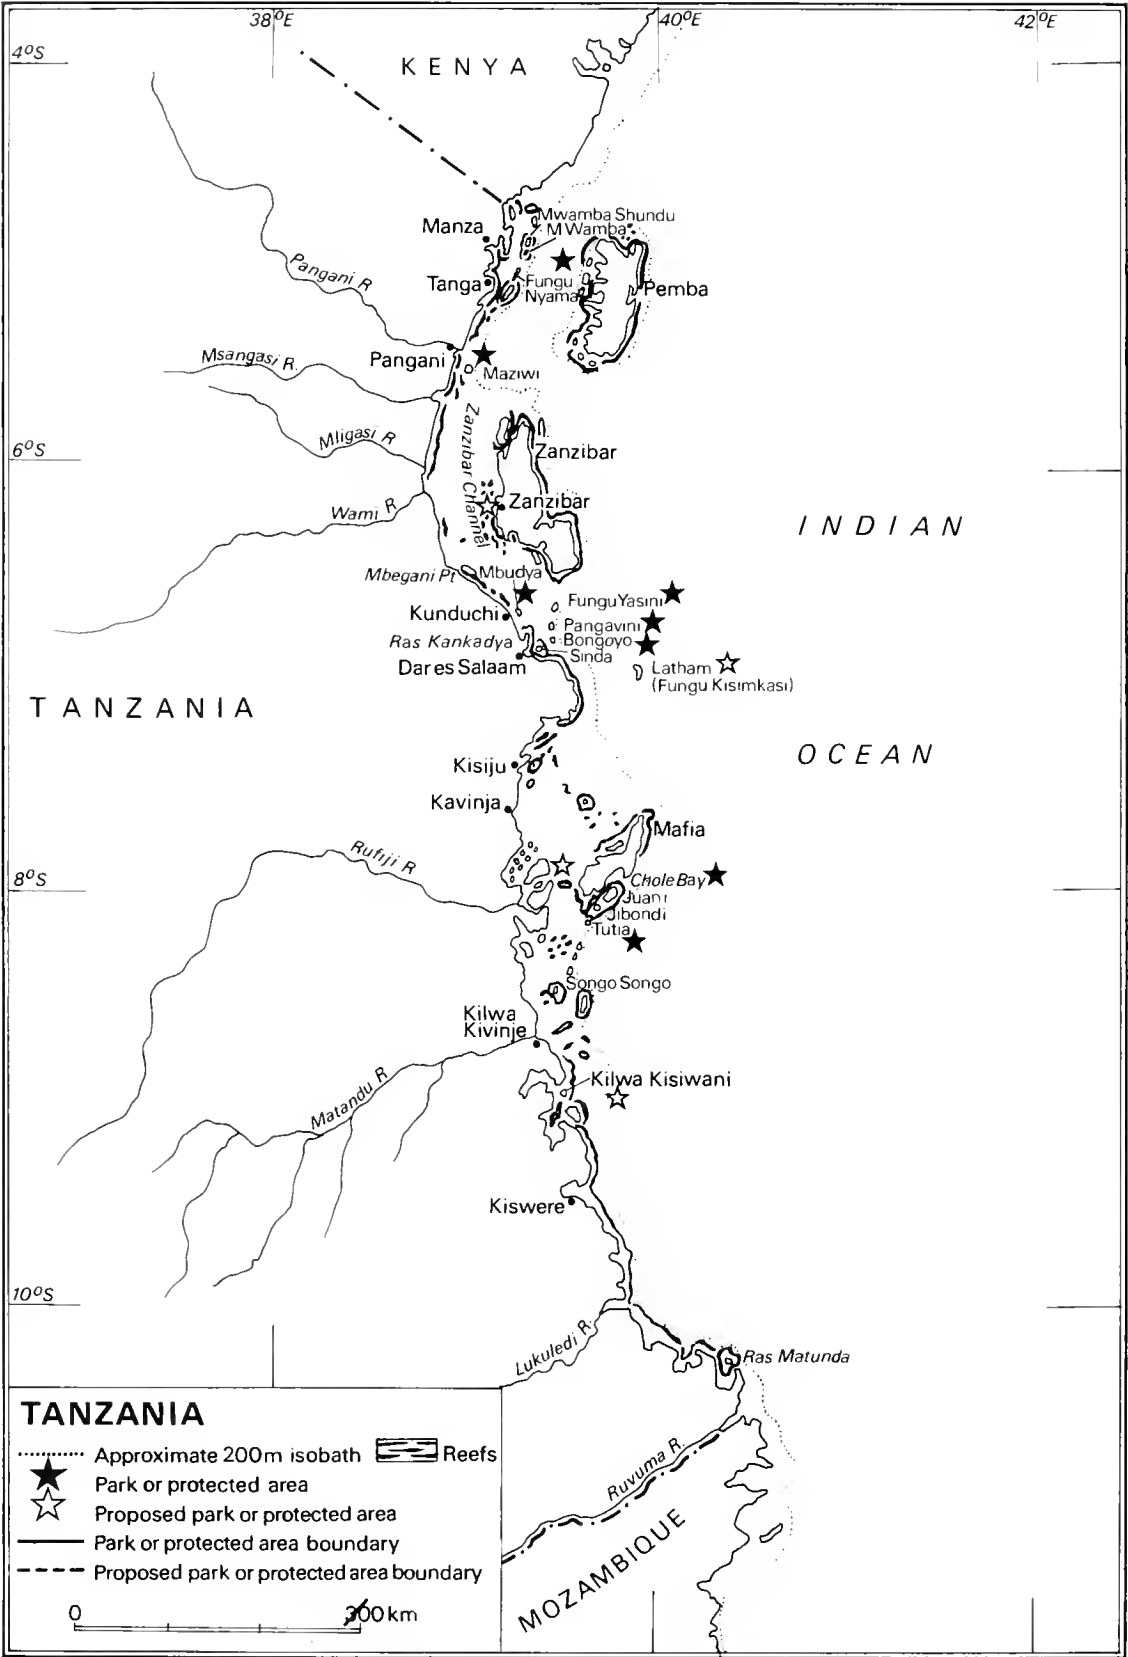 38°E
40°E
42°E
4°S
KENYA
Mwamba Shundu
M Wamba
Manza
Pangani R
Tanga
Fungu
Nyama
Pemba
Msangasi R.
Pangani
Maziwi
Mligasi R
Zanzibar Channel
6°S
Zanzibar
Zanzibar
Wami R
INDIAN
Mbegani Pt
Mbudya
Fungu Yasini
Kunduchi
Pangavini
Ras Kankadya
Bongoyo
Sinda
Dar es Salaam
Latham
(Fungu Kisimkasi)
TANZANIA
OCEAN
Kisiju
Kavinja
Mafia
Rufiji R
8°S
Chole Bay
Juani
Jibondi
Tutia
Songo Songo
Kilwa
Kivinje
Matandu R
Kilwa Kisiwani
Kiswere
10°S
Lukuledi R.
Ras Matunda
TANZANIA
Approximate 200m isobath
Reefs
Park or protected area
Proposed park or protected area
Park or protected area boundary
Proposed park or protected area boundary
0
300 km
Ruvuma R.
MOZAMBIQUE